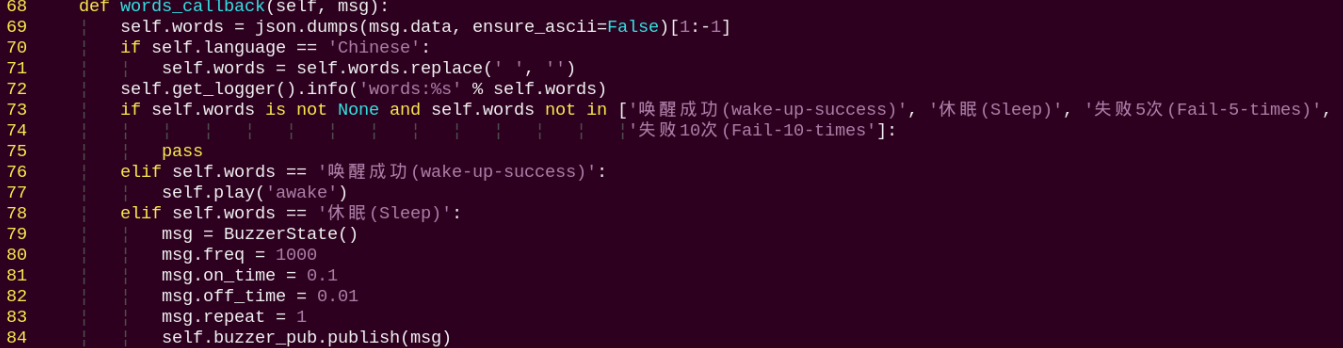 68     def words_callback(self, msg):
69         self.words = json.dumps(msg.data, ensure_ascii=False)[1:-1]
70         if self.language == 'Chinese':
71             self.words = self.words.replace(' ', '')
72         self.get_logger().info('words:%s' % self.words)
73         if self.words is not None and self.words not in ['唤醒成功(wake-up-success)', '休眠(Sleep)', '失败5次(Fail-5-times)',
74                                                          '失败10次(Fail-10-times']:
75             pass
76         elif self.words == '唤醒成功(wake-up-success)':
77             self.play('awake')
78         elif self.words == '休眠(Sleep)':
79             msg = BuzzerState()
80             msg.freq = 1000
81             msg.on_time = 0.1
82             msg.off_time = 0.01
83             msg.repeat = 1
84             self.buzzer_pub.publish(msg)